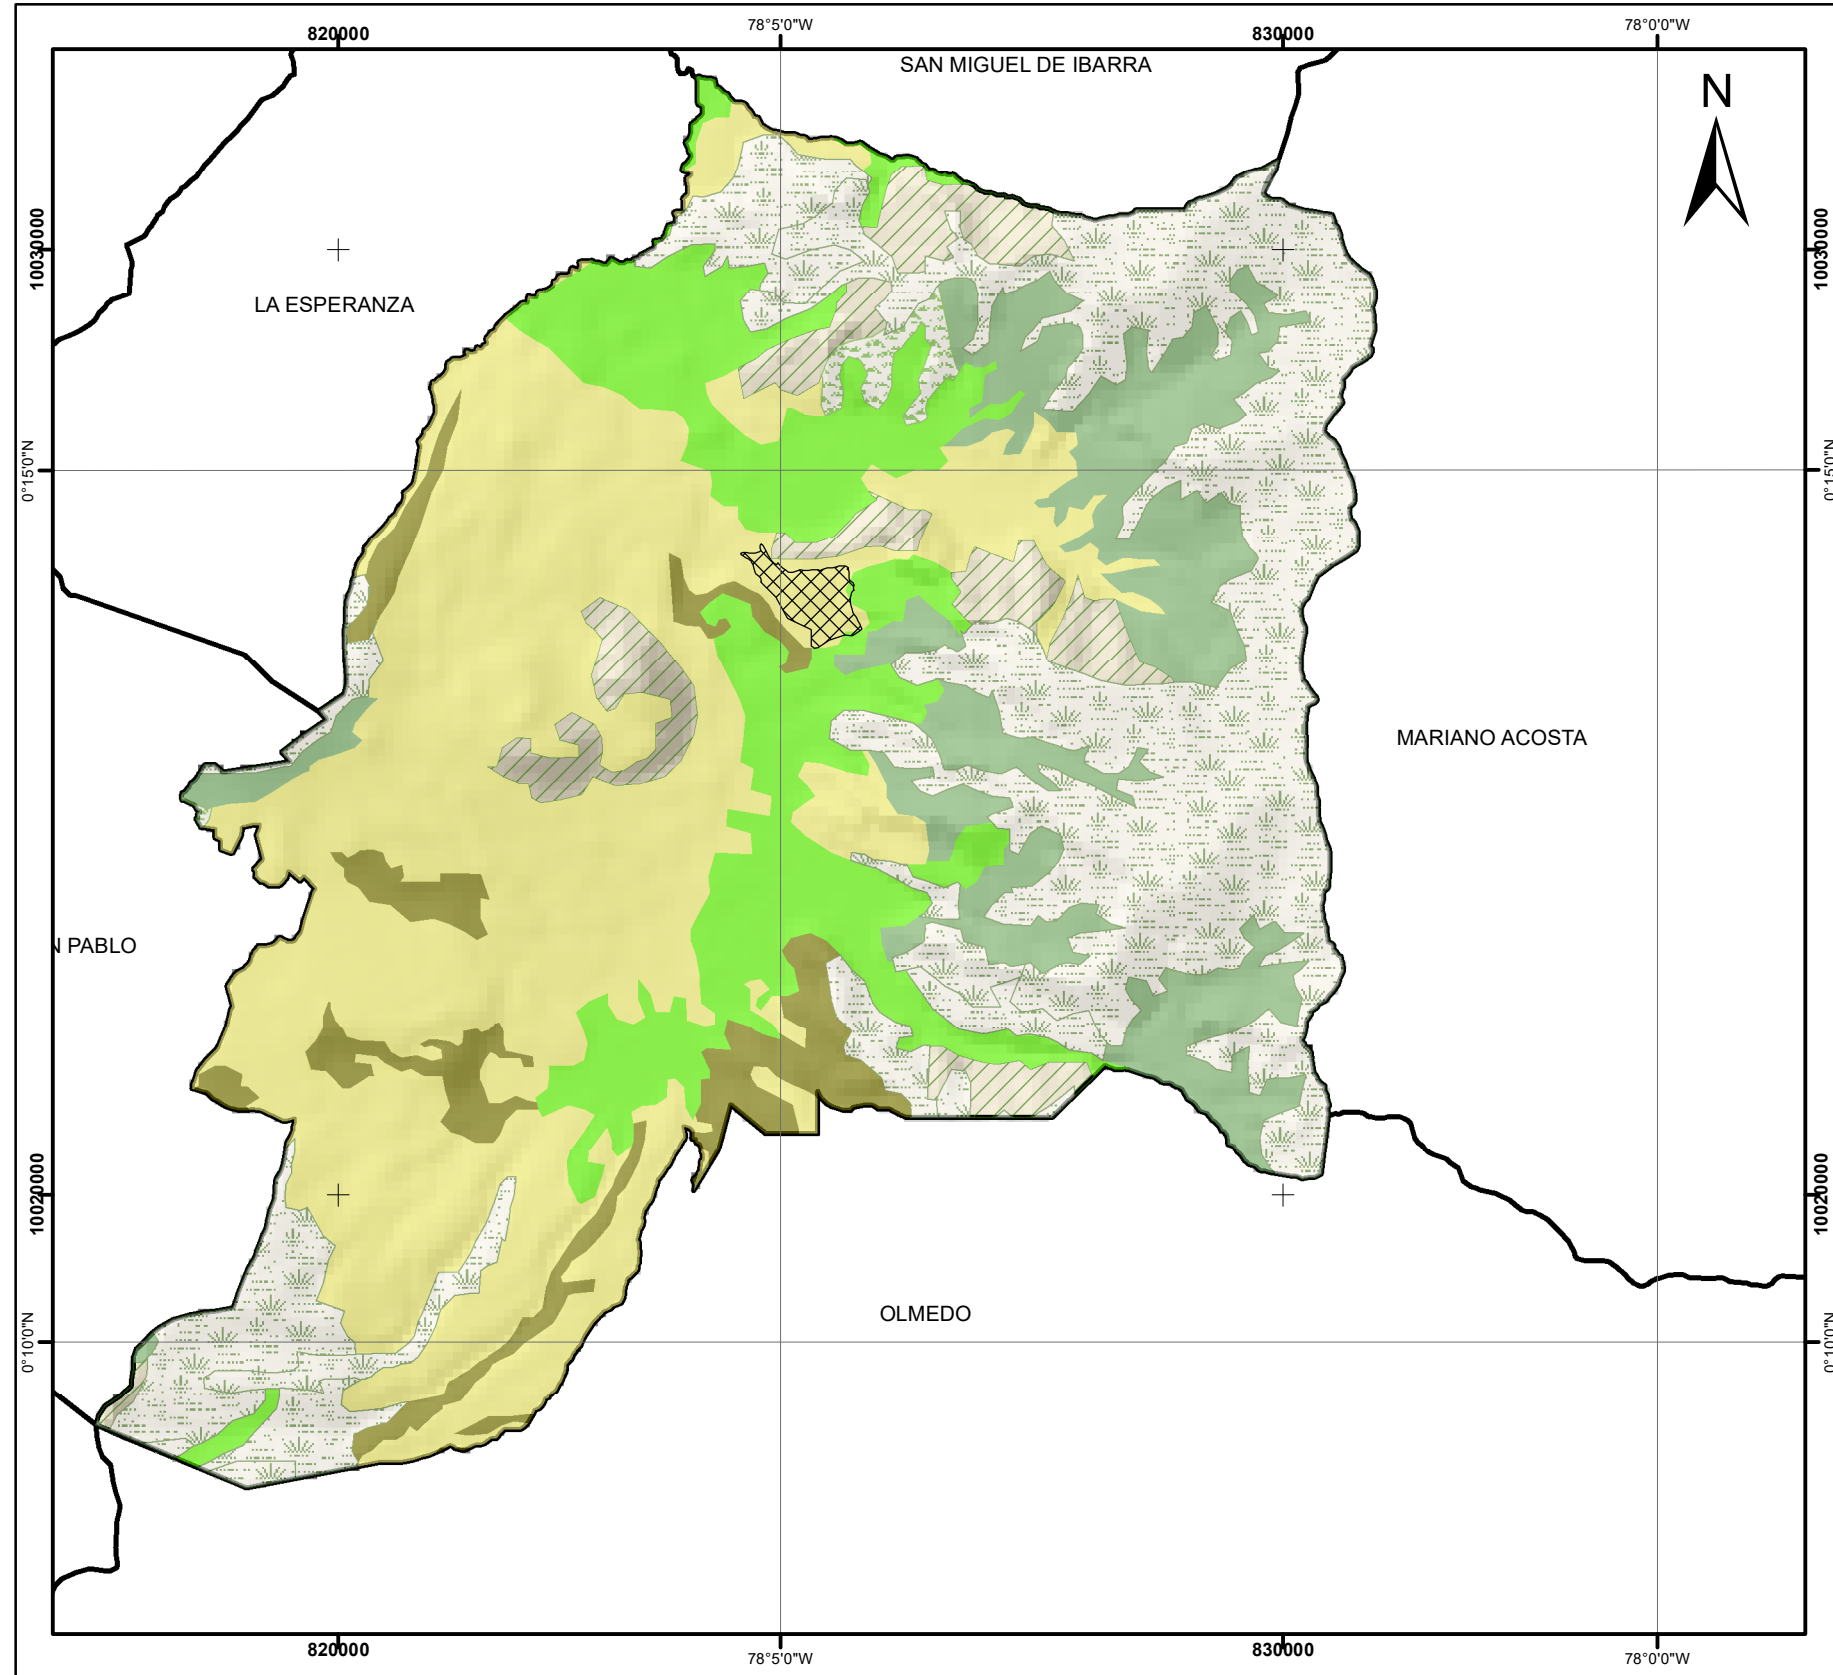 78°5'0"W
78°0'0"W
820000
830000
SAN MIGUEL DE IBARRA
N
10030000
10030000
LA ESPERANZA
0°15'0"N
0°15'0"N
MARIANO ACOSTA
N PABLO
10020000
10020000
OLMEDO
0°10'0"N
0°10'0"N
820000
830000
78°5'0"W
78°0'0"W